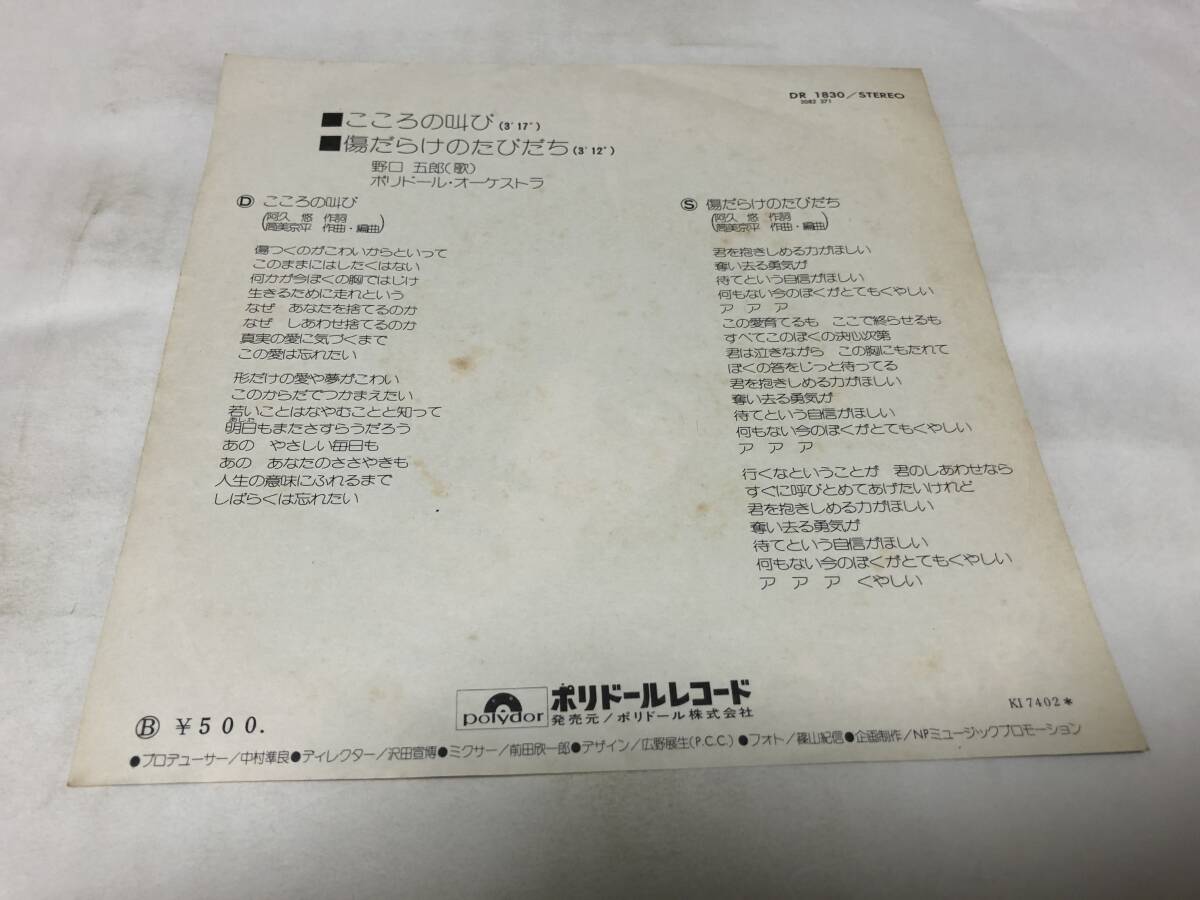 DR 1830/STEREO
2082 371
■こころの叫び(3'17")
■傷だらけのたびだち(3'12")
野口 五郎(歌)
ポリドール・オーケストラ
Ⓓ こころの叫び
(阿久 悠 作詞
筒美京平 作曲・編曲)
傷つくのがこわいからといって
このままにはしたくはない
何かが今ぼくの胸ではじけ
生きるために走れという
なぜ あなたを捨てるのか
なぜ しあわせ捨てるのか
真実の愛に気づくまで
この愛は忘れたい
形だけの愛や夢がこわい
このからだでつかまえたい
若いことはなやむことと知って
明日もまたさすらうだろう
あの やさしい毎日も
あの あなたのささやきも
人生の意味にふれるまで
しばらくは忘れたい
Ⓢ 傷だらけのたびだち
(阿久 悠 作詞
筒美京平 作曲・編曲)
君を抱きしめる力がほしい
奪い去る勇気が
待てという自信がほしい
何もない今のぼくがとてもくやしい
ア ア ア
この愛育てるも ここで終らせるも
すべてこのぼくの決心次第
君は泣きながら この胸にもたれて
ぼくの答をじっと待ってる
君を抱きしめる力がほしい
奪い去る勇気が
待てという自信がほしい
何もない今のぼくがとてもくやしい
ア ア ア
行くなということが 君のしあわせなら
すぐに呼びとめてあげたいけれど
君を抱きしめる力がほしい
奪い去る勇気が
待てという自信がほしい
何もない今のぼくがとてもくやしい
ア ア ア くやしい
polydor
ポリドールレコード
発売元/ポリドール株式会社
KI7402*
Ⓑ ¥500.
●プロデューサー/中村準良●ディレクター/沢田宣博●ミクサー/前田欣一郎●デザイン/広野展生(P.C.C.)●フォト/篠山紀信●企画制作/NPミュージックプロモーション